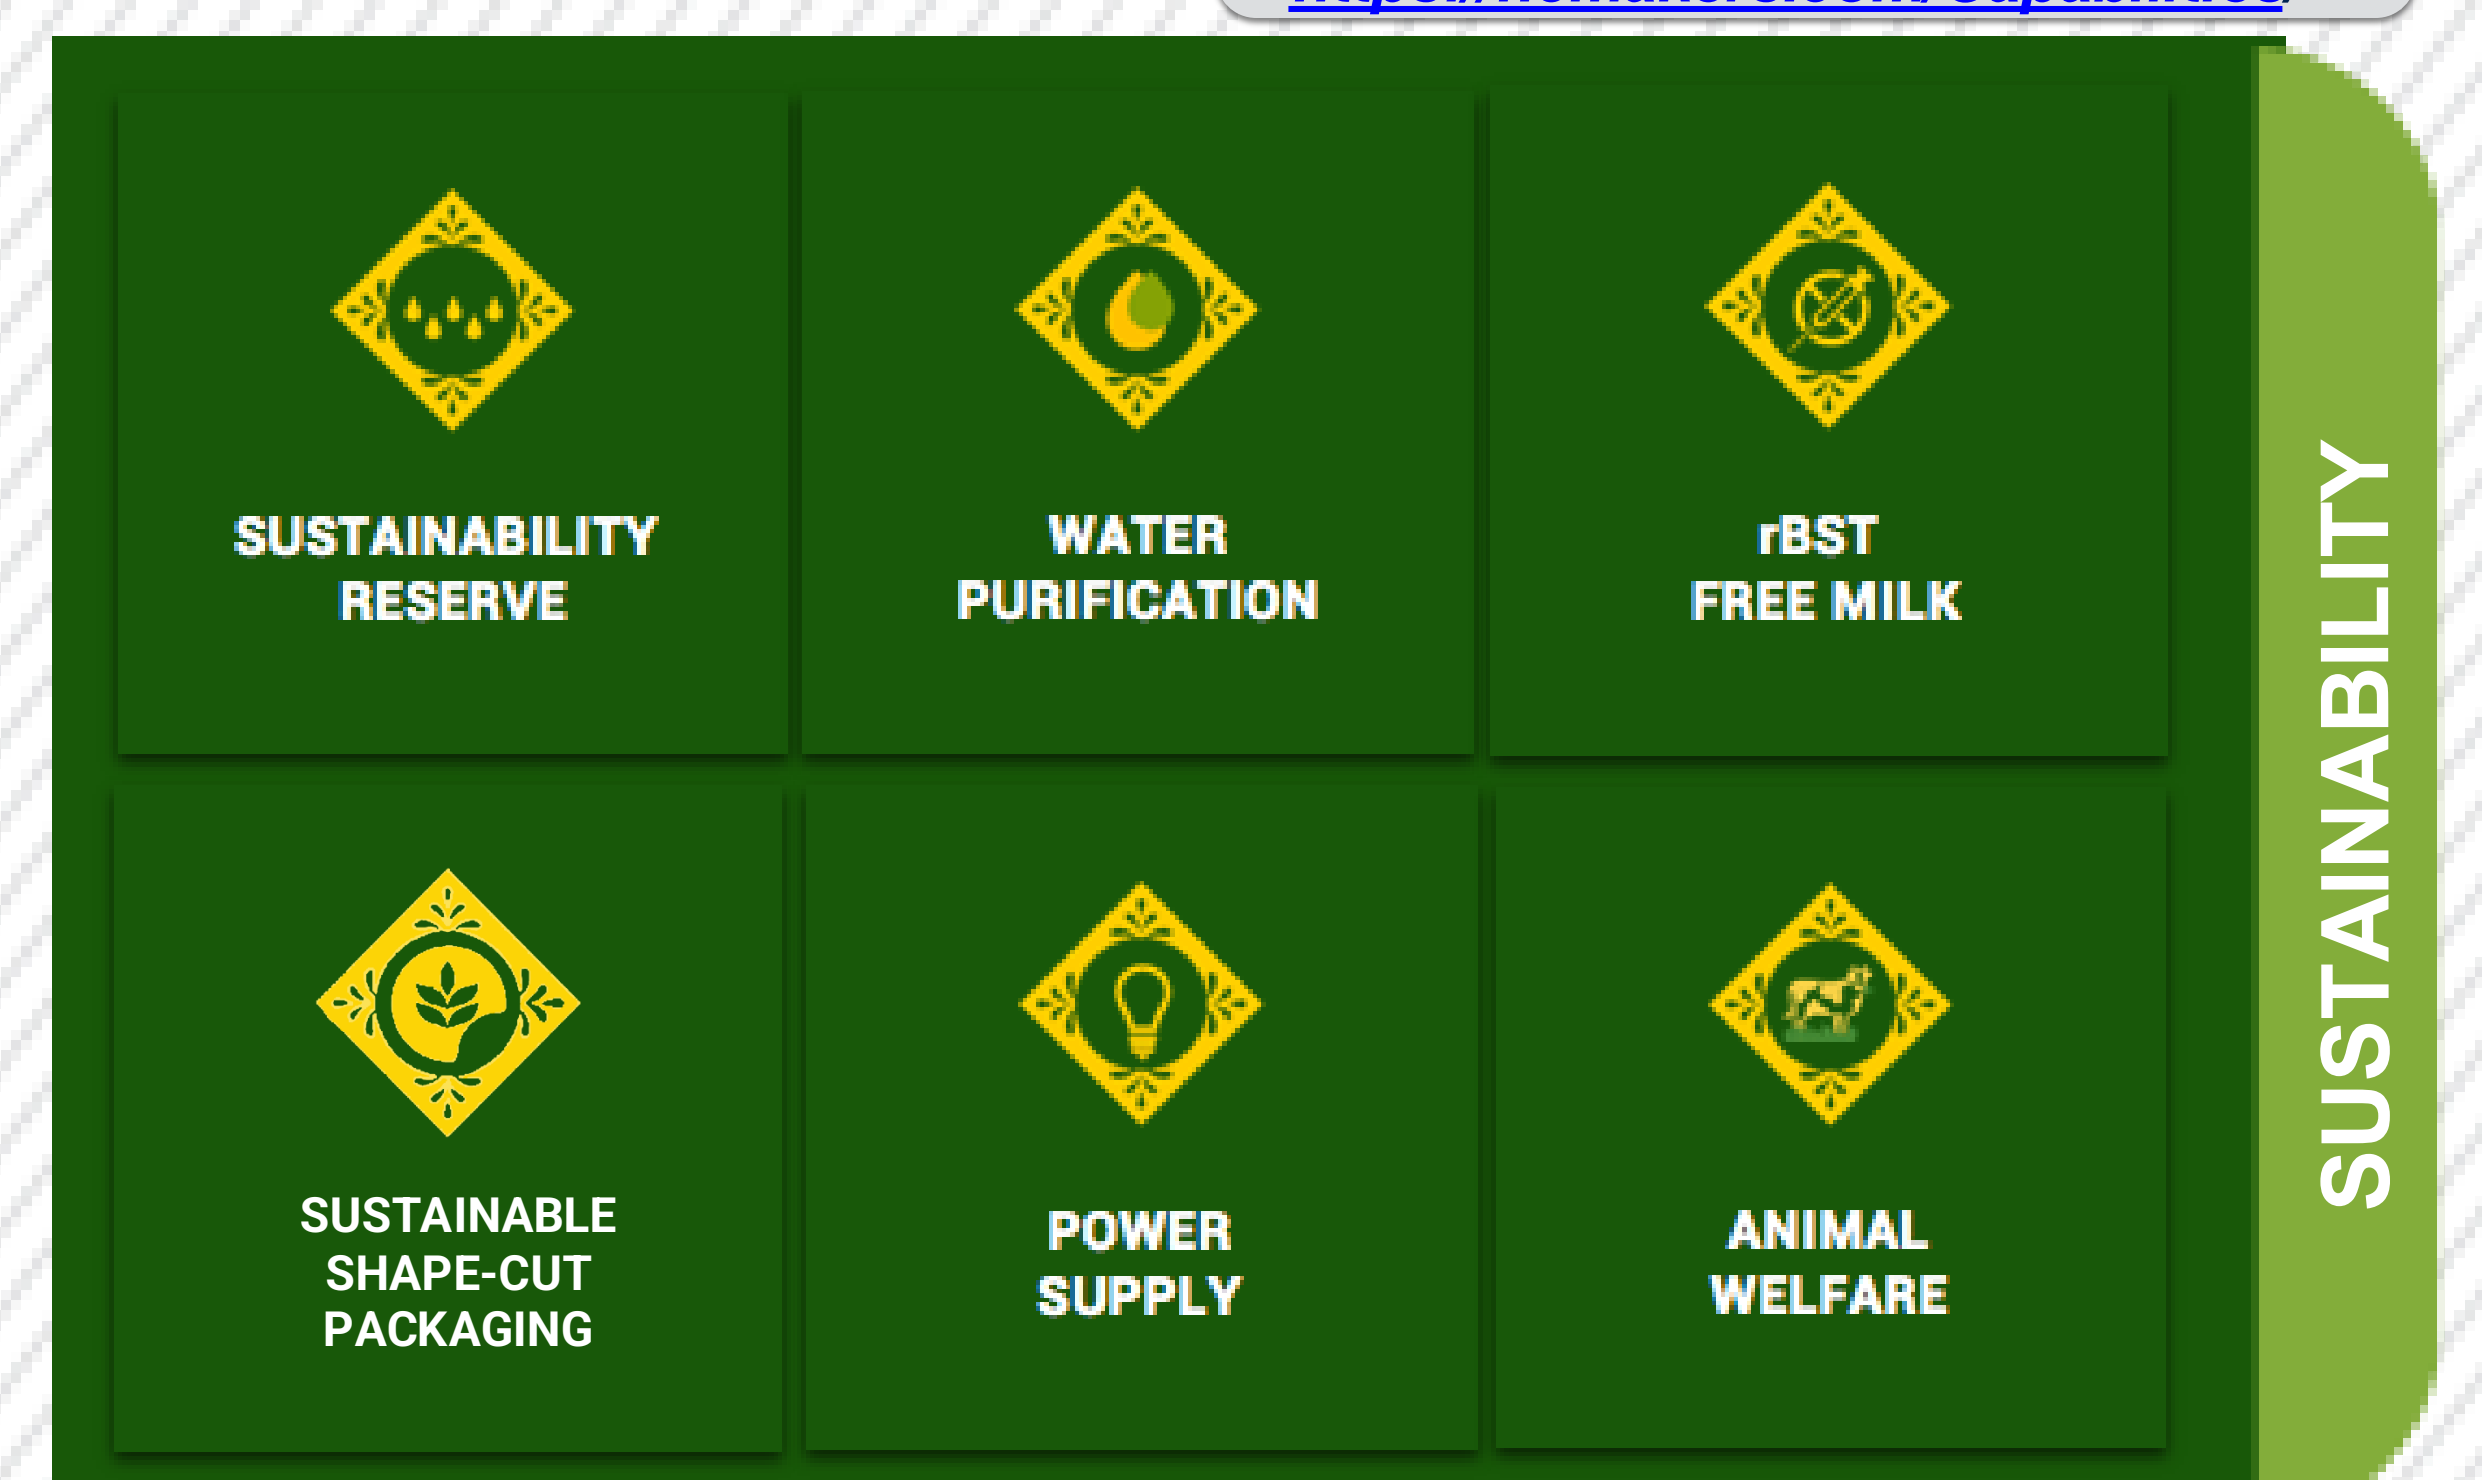 SUSTAINABILITY
RESERVE
WATER
PURIFICATION
rBST
FREE MILK
SUSTAINABLE
SHAPE-CUT
PACKAGING
POWER
SUPPLY
ANIMAL
WELFARE
SUSTAINABILITY